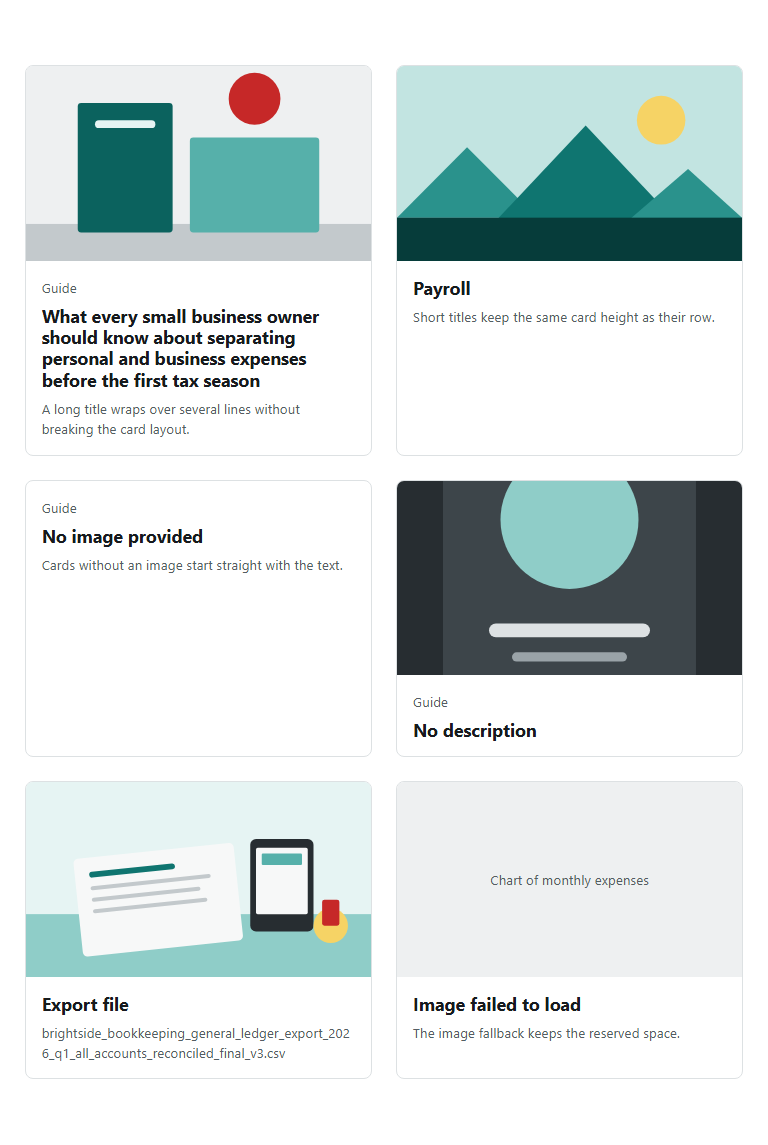 Guide
What every small business owner
should know about separating
personal and business expenses
before the first tax season
A long title wraps over several lines without
breaking the card layout.
Payroll
Short titles keep the same card height as their row.
Guide
No image provided
Cards without an image start straight with the text.
Guide
No description
Export file
brightside_bookkeeping_general_ledger_export_202
6_q1_all_accounts_reconciled_final_v3.csv
Chart of monthly expenses
Image failed to load
The image fallback keeps the reserved space.